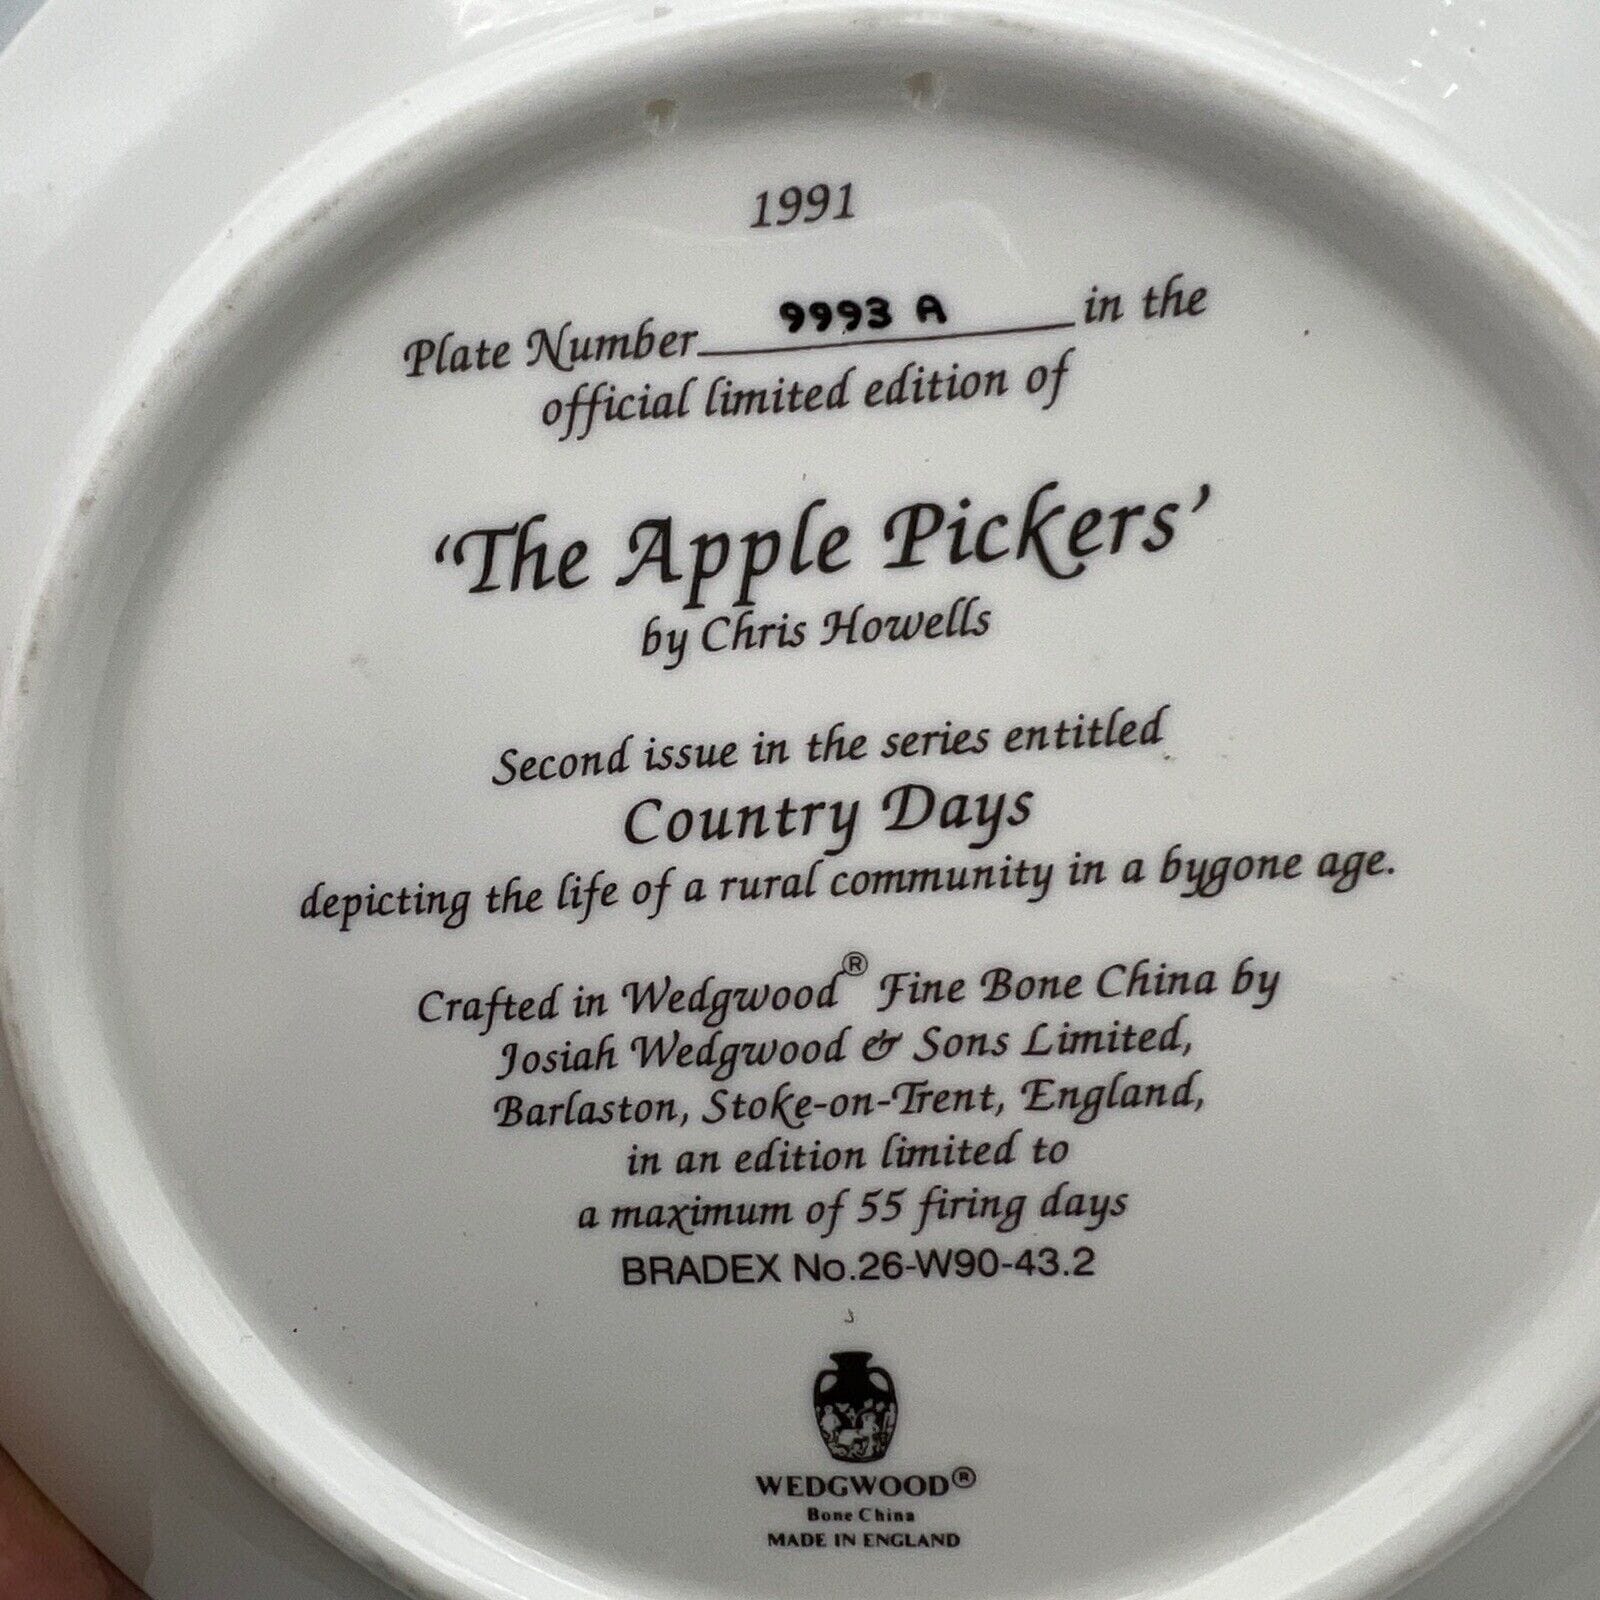 1991
Plate Number 9993 A in the
official limited edition of
‘The Apple Pickers’
by Chris Howells
Second issue in the series entitled
Country Days
depicting the life of a rural community in a bygone age.
Crafted in Wedgwood® Fine Bone China by
Josiah Wedgwood & Sons Limited,
Barlaston, Stoke-on-Trent, England,
in an edition limited to
a maximum of 55 firing days
BRADEX No.26-W90-43.2
WEDGWOOD®
Bone China
MADE IN ENGLAND